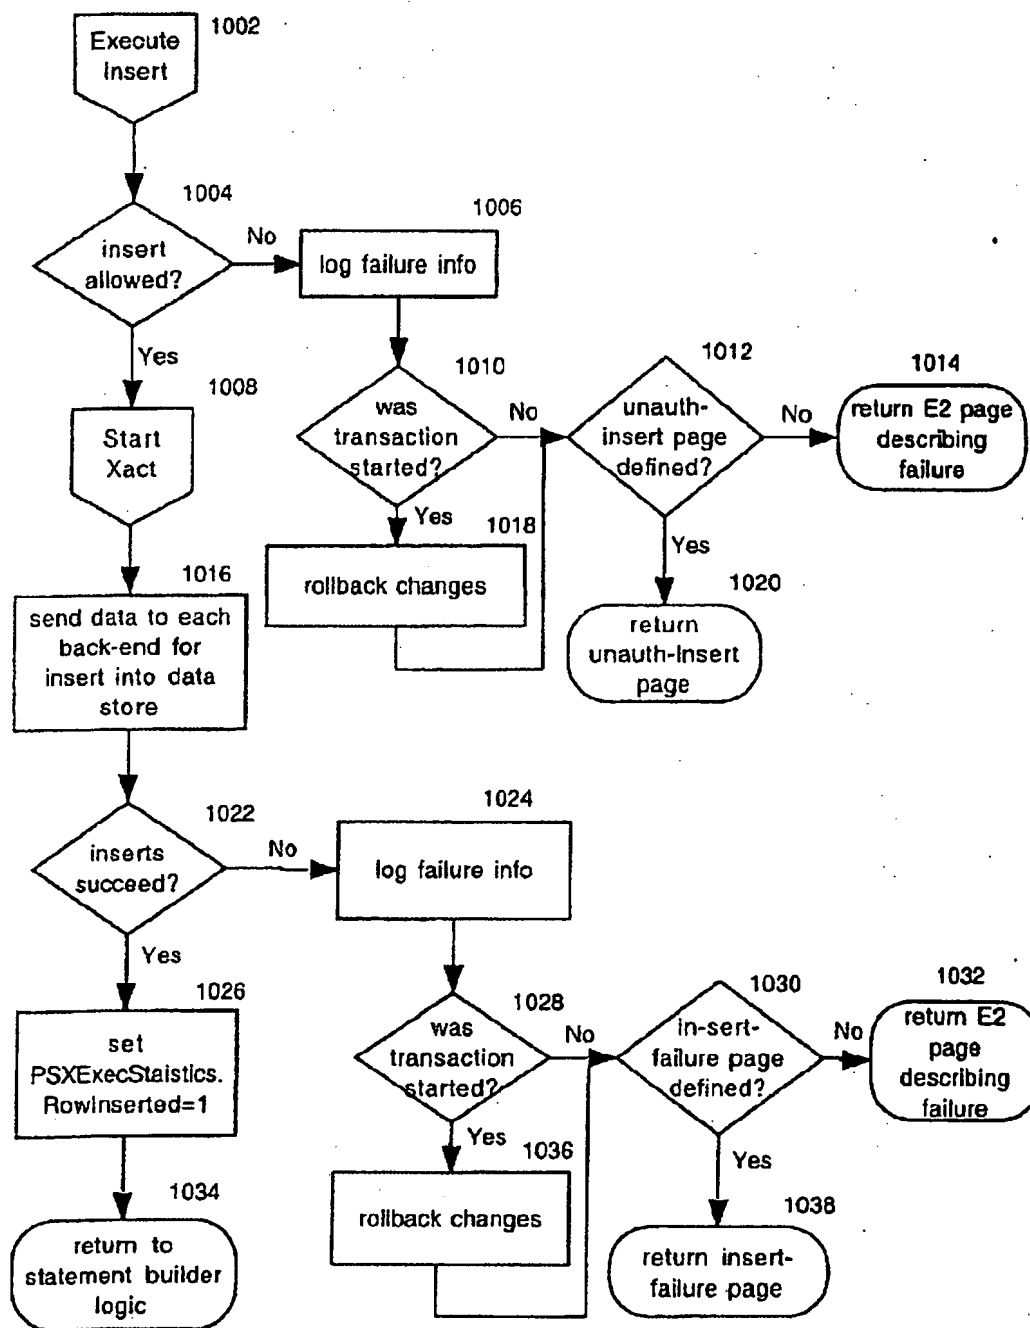 1002
Execute
Insert
1004
insert
allowed?
No
1006
log failure info
Yes
1008
Start
Xact
1010
was
transaction
started?
No
1012
unauth-
insert page
defined?
No
1014
return E2 page
describing
failure
Yes
1018
rollback changes
Yes
1020
return
unauth-Insert
page
1016
send data to each
back-end for
insert into data
store
1022
inserts
succeed?
No
1024
log failure info
Yes
1026
set
PSXExecStaistics.
RowInserted=1
1028
was
transaction
started?
No
1030
in-sert-
failure page
defined?
No
1032
return E2
page
describing
failure
Yes
1036
rollback changes
Yes
1038
return insert-
failure page
1034
return to
statement builder
logic